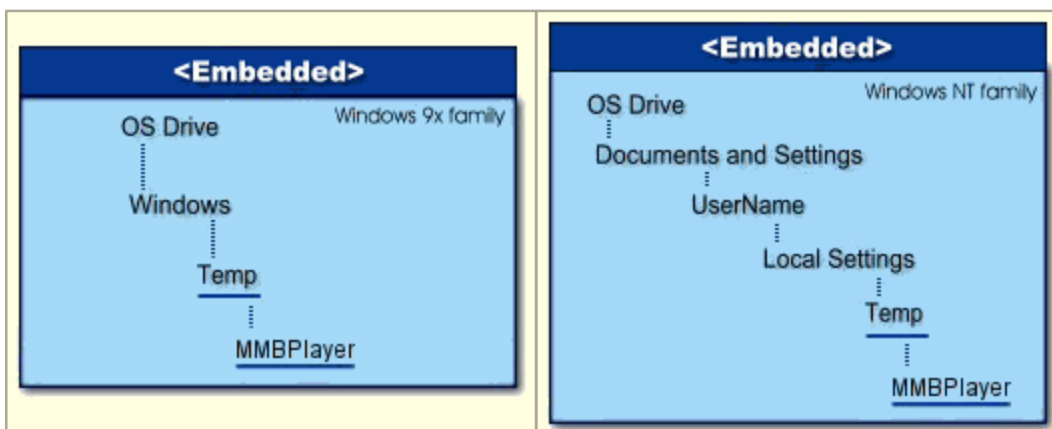 <Embedded>
Windows 9x family
OS Drive
Windows
Temp
MMBPlayer
<Embedded>
Windows NT family
OS Drive
Documents and Settings
UserName
Local Settings
Temp
MMBPlayer